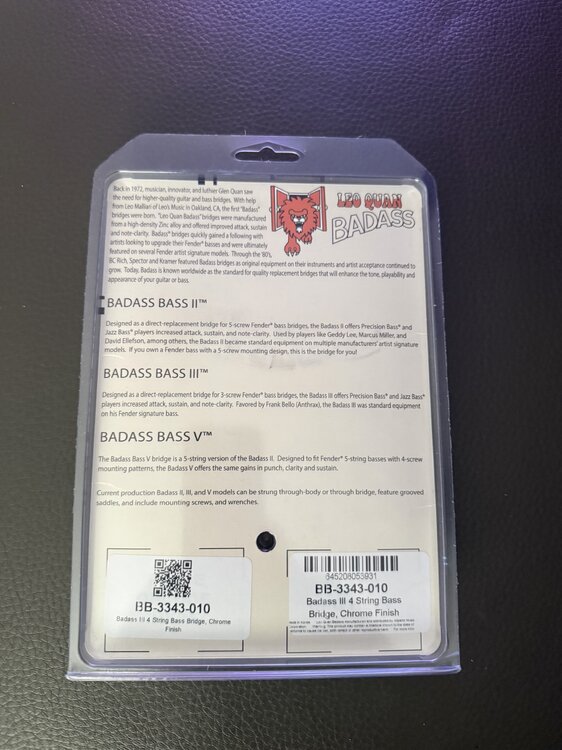 Back in 1972, musician, innovator, and luthier Glen Quan saw
the need for higher-quality guitar and bass bridges. With help
from Leo Malliari of Leo's Music in Oakland, CA, the first "Badass"
bridges were born. "Leo Quan Badass" bridges were manufactured
from a high-density Zinc alloy and offered improved attack, sustain
and note-clarity. Badass® bridges quickly gained a following with
artists looking to upgrade their Fender® basses and were ultimately
featured on several Fender artist signature models. Through the '80's,
BC Rich, Spector and Kramer featured Badass bridges as original equipment on their instruments and artist acceptance continued to
grow. Today, Badass is known worldwide as the standard for quality replacement bridges that will enhance the tone, playability and
appearance of your guitar or bass.
LEO QUAN
BADASS
BADASS BASS II™
Designed as a direct-replacement bridge for 5-screw Fender® bass bridges, the Badass II offers Precision Bass® and
Jazz Bass® players increased attack, sustain, and note-clarity. Used by players like Geddy Lee, Marcus Miller, and
David Ellefson, among others, the Badass II became standard equipment on multiple manufacturers' artist signature
models. If you own a Fender bass with a 5-screw mounting design, this is the bridge for you!
BADASS BASS III™
Designed as a direct-replacement bridge for 3-screw Fender® bass bridges, the Badass III offers Precision Bass® and Jazz Bass®
players increased attack, sustain, and note-clarity. Favored by Frank Bello (Anthrax), the Badass III was standard equipment
on his Fender signature bass.
BADASS BASS V™
The Badass Bass V bridge is a 5-string version of the Badass II. Designed to fit Fender® 5-string basses with 4-screw
mounting patterns, the Badass V offers the same gains in punch, clarity and sustain.
Current production Badass II, III, and V models can be strung through-body or through bridge, feature grooved
saddles, and include mounting screws, and wrenches.
BB-3343-010
Badass III 4 String Bass Bridge, Chrome
Finish
645208053931
BB-3343-010
Badass III 4 String Bass
Bridge, Chrome Finish
Made in Korea.